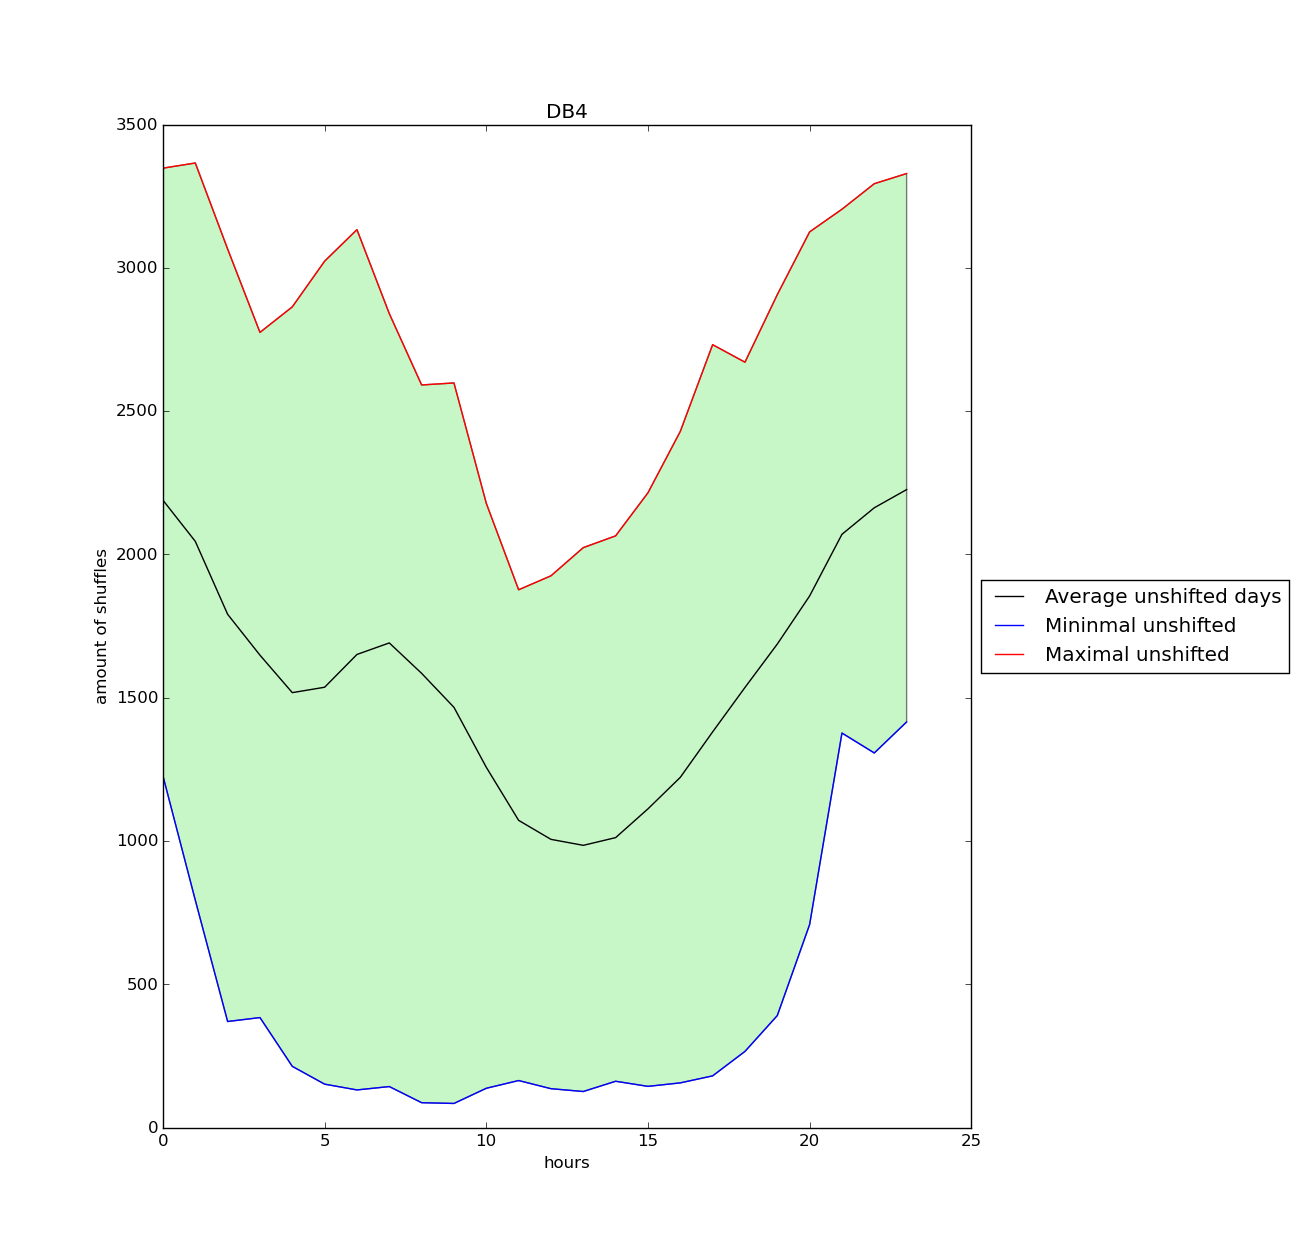 DB4
3500
3000
2500
2000
1500
1000
500
0
amount of shuffles
0 5 10 15 20 25
hours
Average unshifted days
Mininmal unshifted
Maximal unshifted